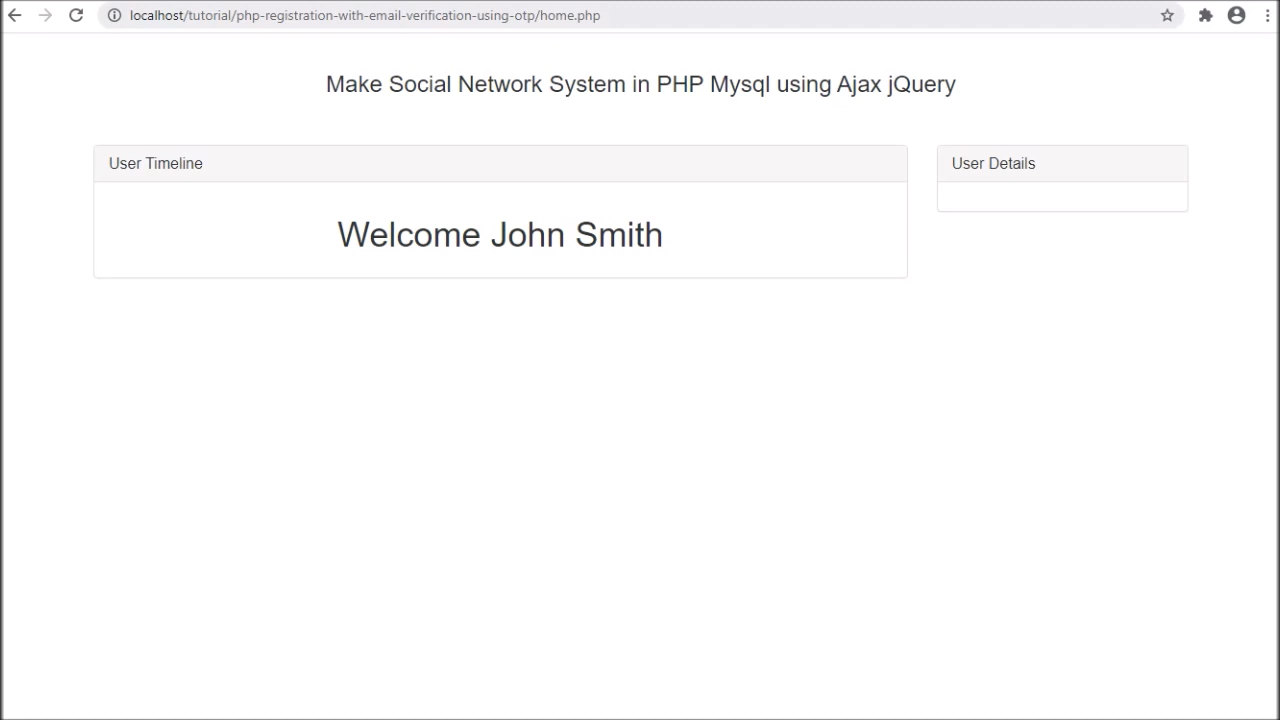 localhost/tutorial/php-registration-with-email-verification-using-otp/home.php
Make Social Network System in PHP Mysql using Ajax jQuery
User Timeline
Welcome John Smith
User Details